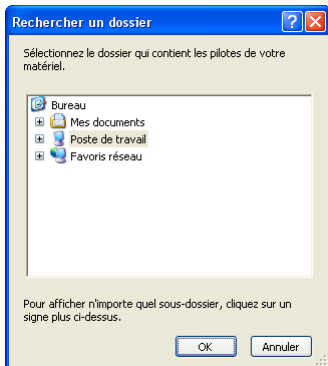 Rechercher un dossier
Sélectionnez le dossier qui contient les pilotes de votre
matériel.
Bureau
Mes documents
Poste de travail
Favoris réseau
Pour afficher n'importe quel sous-dossier, cliquez sur un
signe plus ci-dessus.
OK Annuler